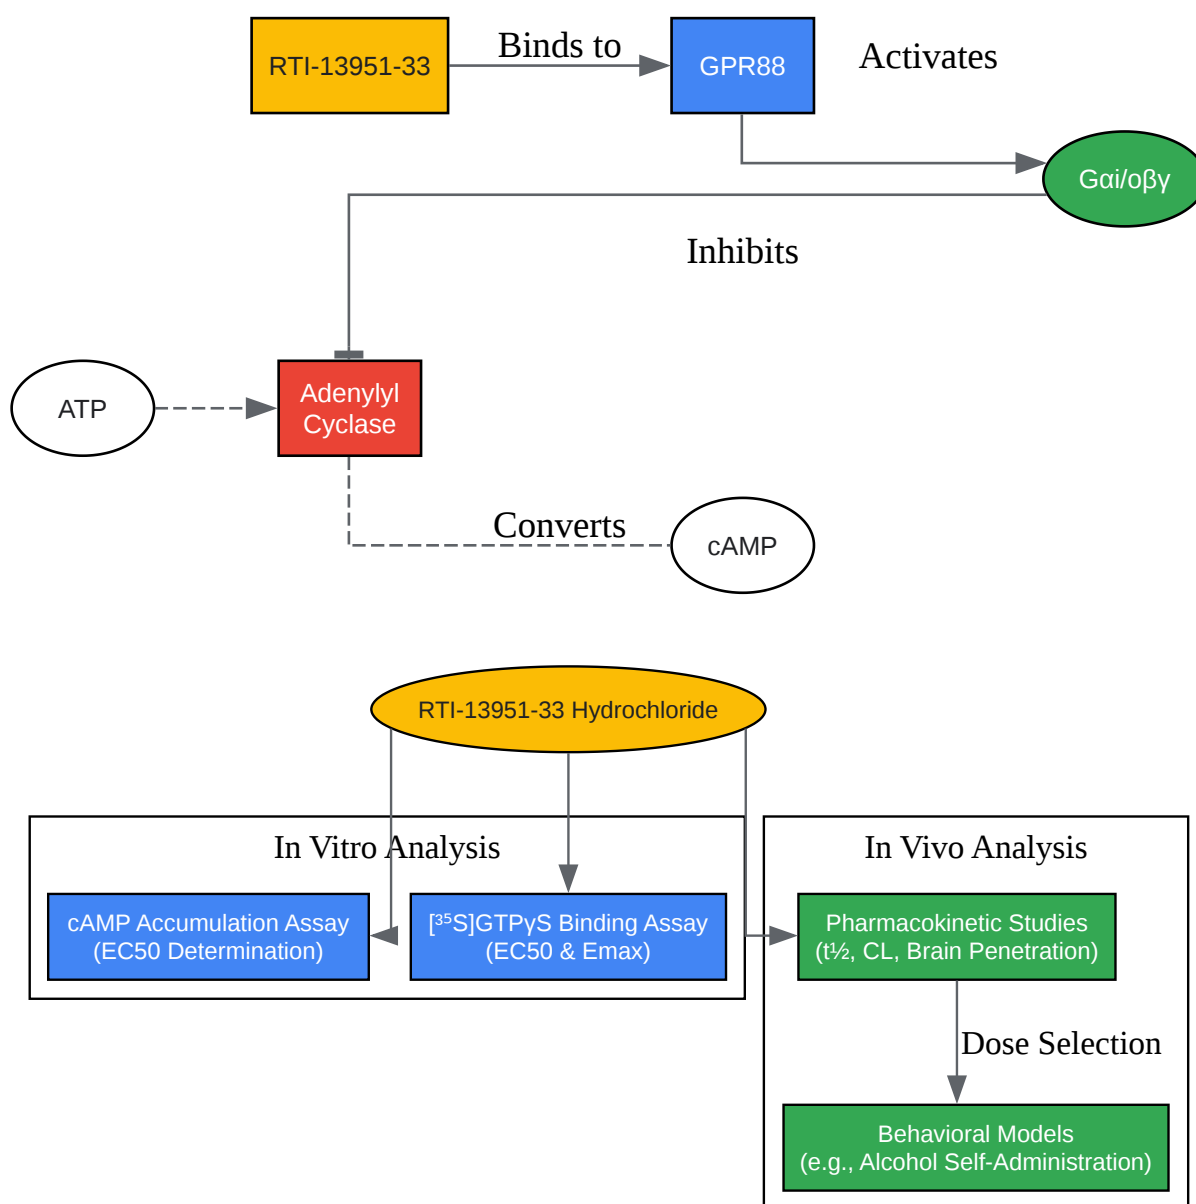 RTI-13951-33
Binds to
GPR88
Activates
Gαi/oβγ
Inhibits
ATP
Adenylyl
Cyclase
Converts
cAMP
RTI-13951-33 Hydrochloride
In Vitro Analysis
cAMP Accumulation Assay
(EC50 Determination)
[³⁵S]GTPγS Binding Assay
(EC50 & Emax)
In Vivo Analysis
Pharmacokinetic Studies
(t½, CL, Brain Penetration)
Dose Selection
Behavioral Models
(e.g., Alcohol Self-Administration)